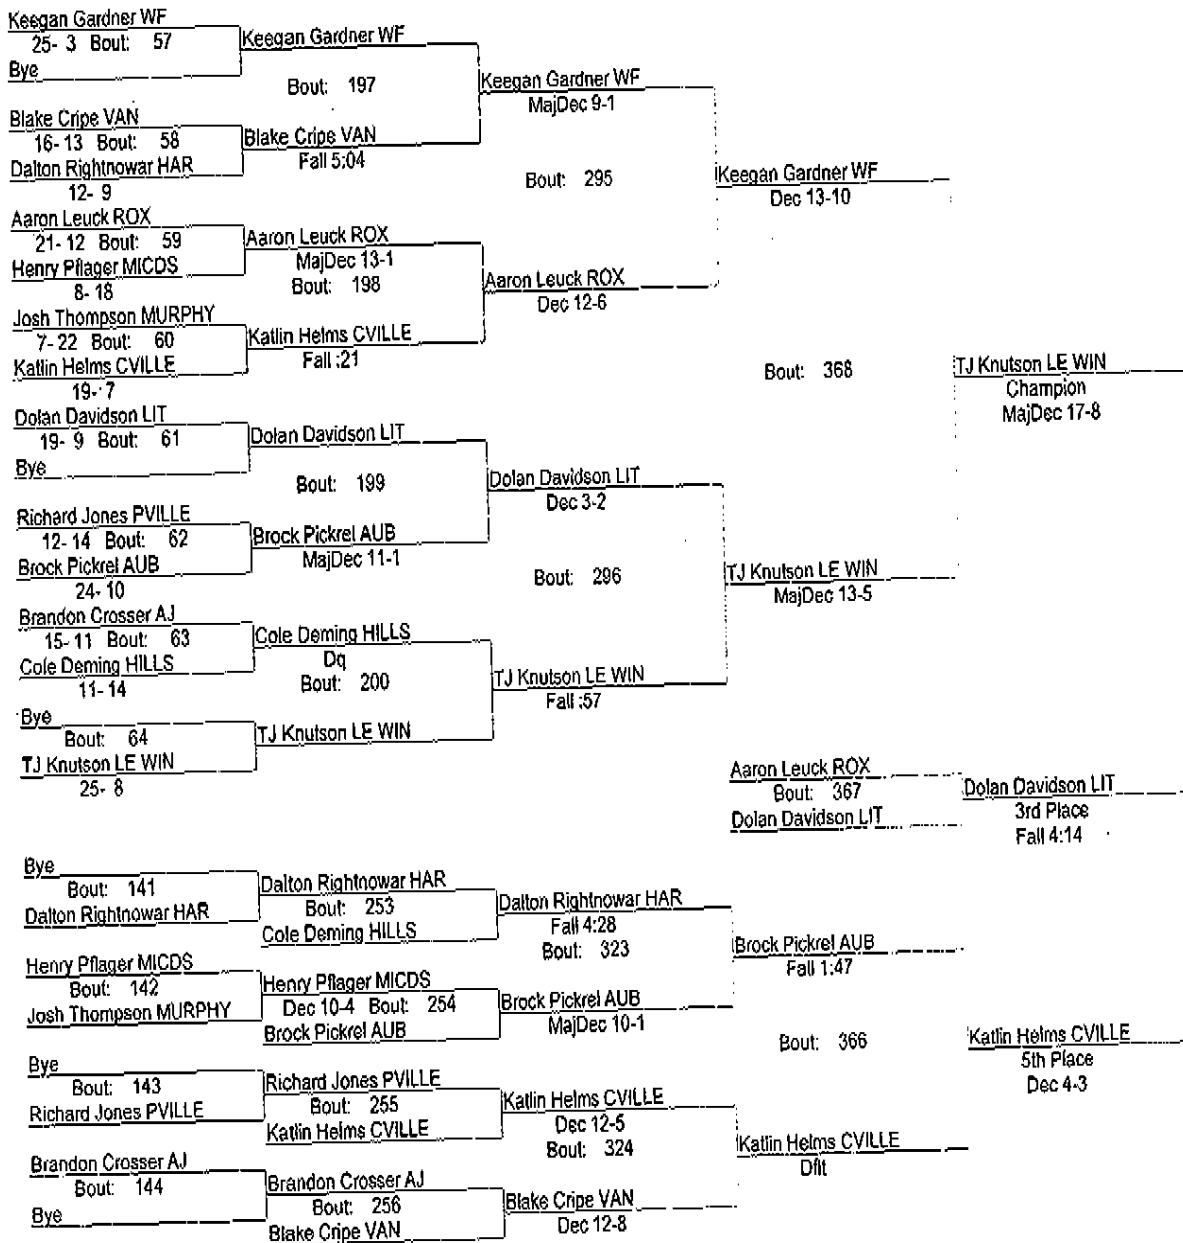 Keegan Gardner WF
25- 3 Bout: 57
Bye
Keegan Gardner WF
Bout: 197
Blake Cripe VAN
16- 13 Bout: 58
Dalton Rightnowar HAR
12- 9
Blake Cripe VAN
Fall 5:04
Keegan Gardner WF
MajDec 9-1
Bout: 295
Aaron Leuck ROX
21- 12 Bout: 59
Henry Pflager MICDS
8- 18
Aaron Leuck ROX
MajDec 13-1
Bout: 198
Josh Thompson MURPHY
7- 22 Bout: 60
Katlin Helms CVILLE
19- 7
Katlin Helms CVILLE
Fall :21
Aaron Leuck ROX
Dec 12-6
Keegan Gardner WF
Dec 13-10
Bout: 368
TJ Knutson LE WIN
Champion
MajDec 17-8
Dolan Davidson LIT
19- 9 Bout: 61
Bye
Dolan Davidson LIT
Bout: 199
Richard Jones PVILLE
12- 14 Bout: 62
Brock Pickrel AUB
24- 10
Brock Pickrel AUB
MajDec 11-1
Dolan Davidson LIT
Dec 3-2
Bout: 296
Brandon Crosser AJ
15- 11 Bout: 63
Cole Deming HILLS
11- 14
Cole Deming HILLS
Dq
Bout: 200
Bye
Bout: 64
TJ Knutson LE WIN
25- 8
TJ Knutson LE WIN
TJ Knutson LE WIN
Fall :57
TJ Knutson LE WIN
MajDec 13-5
Aaron Leuck ROX
Bout: 367
Dolan Davidson LIT
Dolan Davidson LIT
3rd Place
Fall 4:14
Bye
Bout: 141
Dalton Rightnowar HAR
Dalton Rightnowar HAR
Bout: 253
Cole Deming HILLS
Dalton Rightnowar HAR
Fall 4:28
Bout: 323
Henry Pflager MICDS
Bout: 142
Josh Thompson MURPHY
Henry Pflager MICDS
Dec 10-4 Bout: 254
Brock Pickrel AUB
Brock Pickrel AUB
MajDec 10-1
Brock Pickrel AUB
Fall 1:47
Bout: 366
Katlin Helms CVILLE
5th Place
Dec 4-3
Bye
Bout: 143
Richard Jones PVILLE
Richard Jones PVILLE
Bout: 255
Katlin Helms CVILLE
Katlin Helms CVILLE
Dec 12-5
Bout: 324
Brandon Crosser AJ
Bout: 144
Bye
Brandon Crosser AJ
Bout: 256
Blake Cripe VAN
Blake Cripe VAN
Dec 12-8
Katlin Helms CVILLE
Dflt